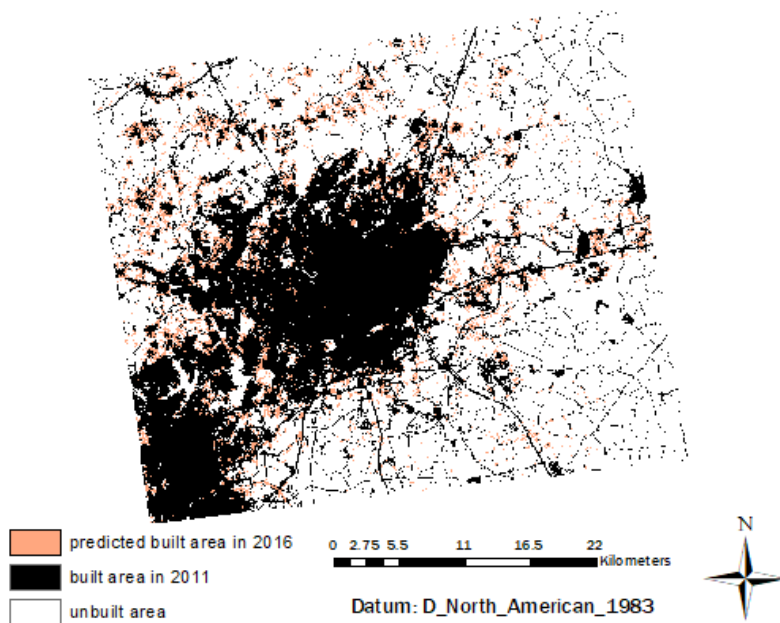 predicted built area in 2016
built area in 2011
unbuilt area
0 2.75 5.5 11 16.5 22
Kilometers
Datum: D_North_American_1983
N